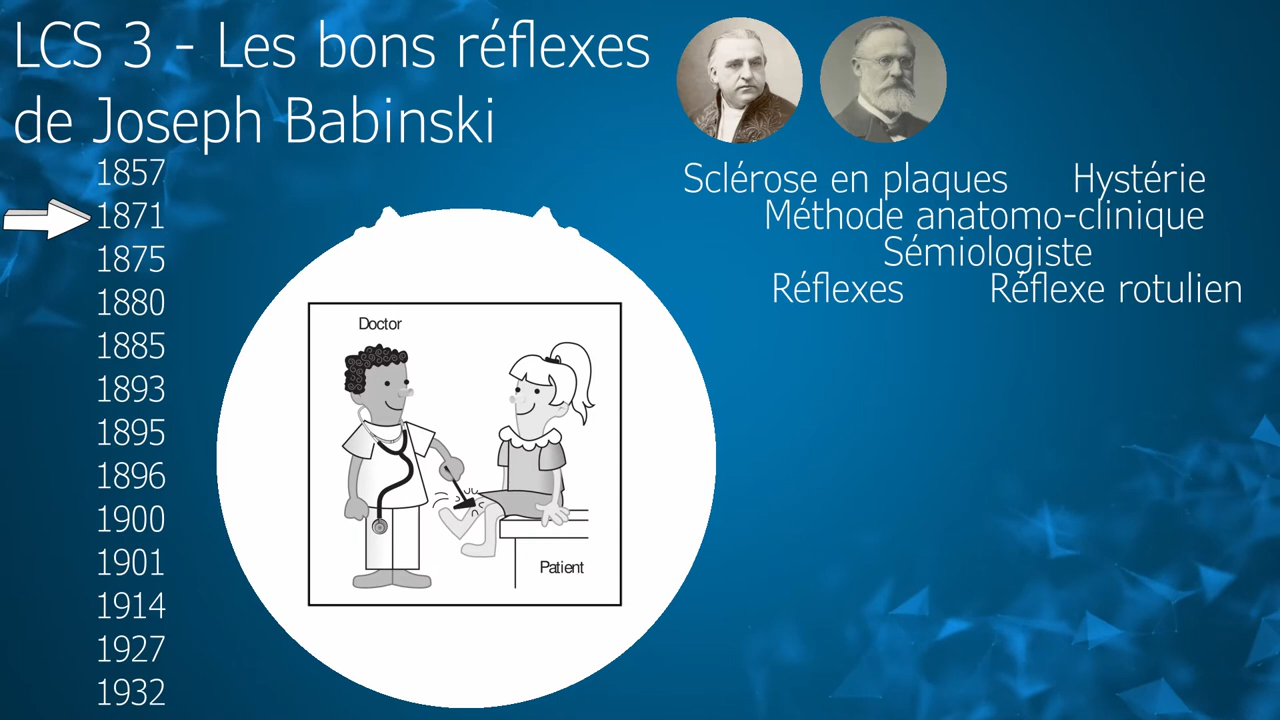 LCS 3 - Les bons réflexes
de Joseph Babinski
1857
1871
1875
1880
1885
1893
1895
1896
1900
1901
1914
1927
1932
Doctor
Patient
Sclérose en plaques Hystérie
Méthode anatomo-clinique
Sémiologiste
Réflexes Réflexe rotulien